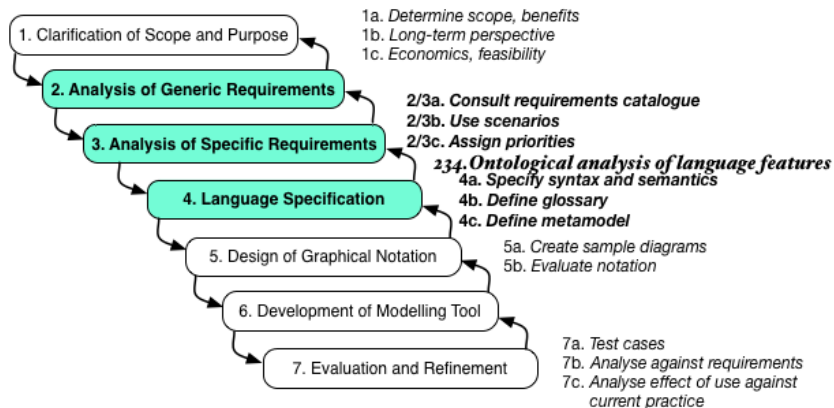 1. Clarification of Scope and Purpose
1a. Determine scope, benefits
1b. Long-term perspective
1c. Economics, feasibility
2. Analysis of Generic Requirements
2/3a. Consult requirements catalogue
2/3b. Use scenarios
2/3c. Assign priorities
3. Analysis of Specific Requirements
234.Ontological analysis of language features
4. Language Specification
4a. Specify syntax and semantics
4b. Define glossary
4c. Define metamodel
5. Design of Graphical Notation
5a. Create sample diagrams
5b. Evaluate notation
6. Development of Modelling Tool
7. Evaluation and Refinement
7a. Test cases
7b. Analyse against requirements
7c. Analyse effect of use against
current practice